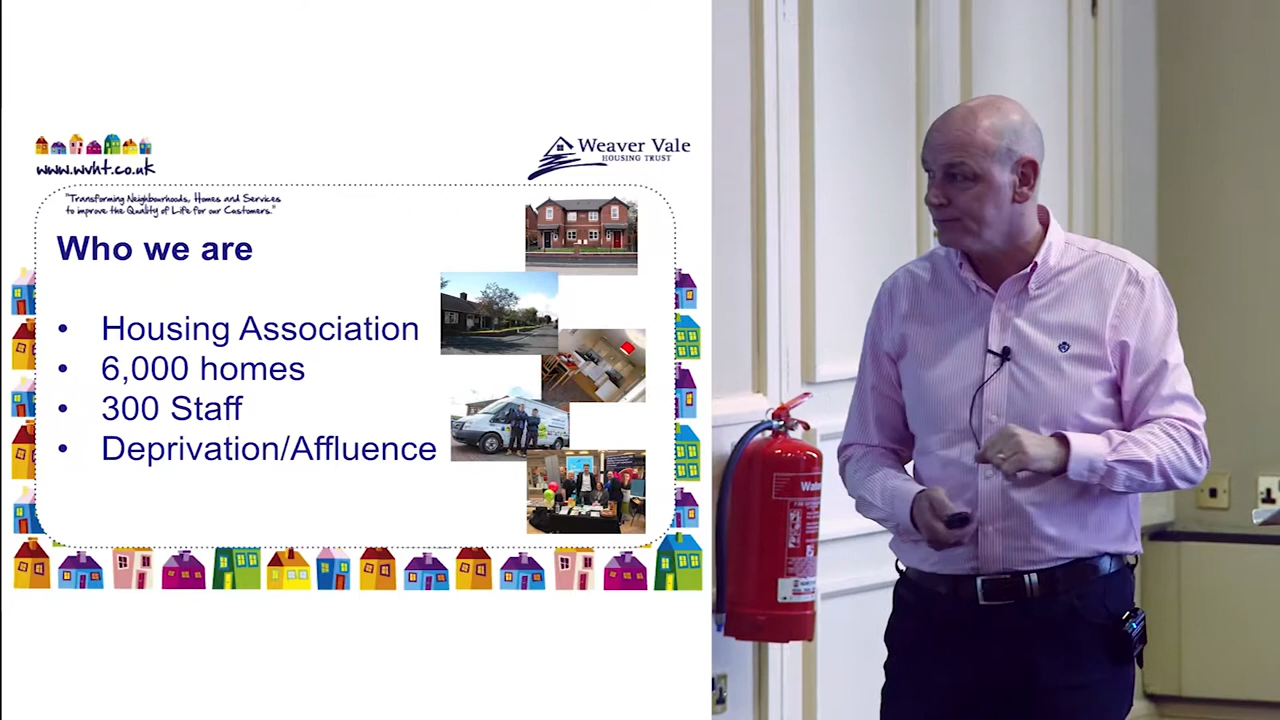 www.wvht.co.uk
Weaver Vale
HOUSING TRUST
"Transforming Neighbourhoods, Homes and Services
to improve the Quality of Life for our Customers."
Who we are
• Housing Association
• 6,000 homes
• 300 Staff
• Deprivation/Affluence